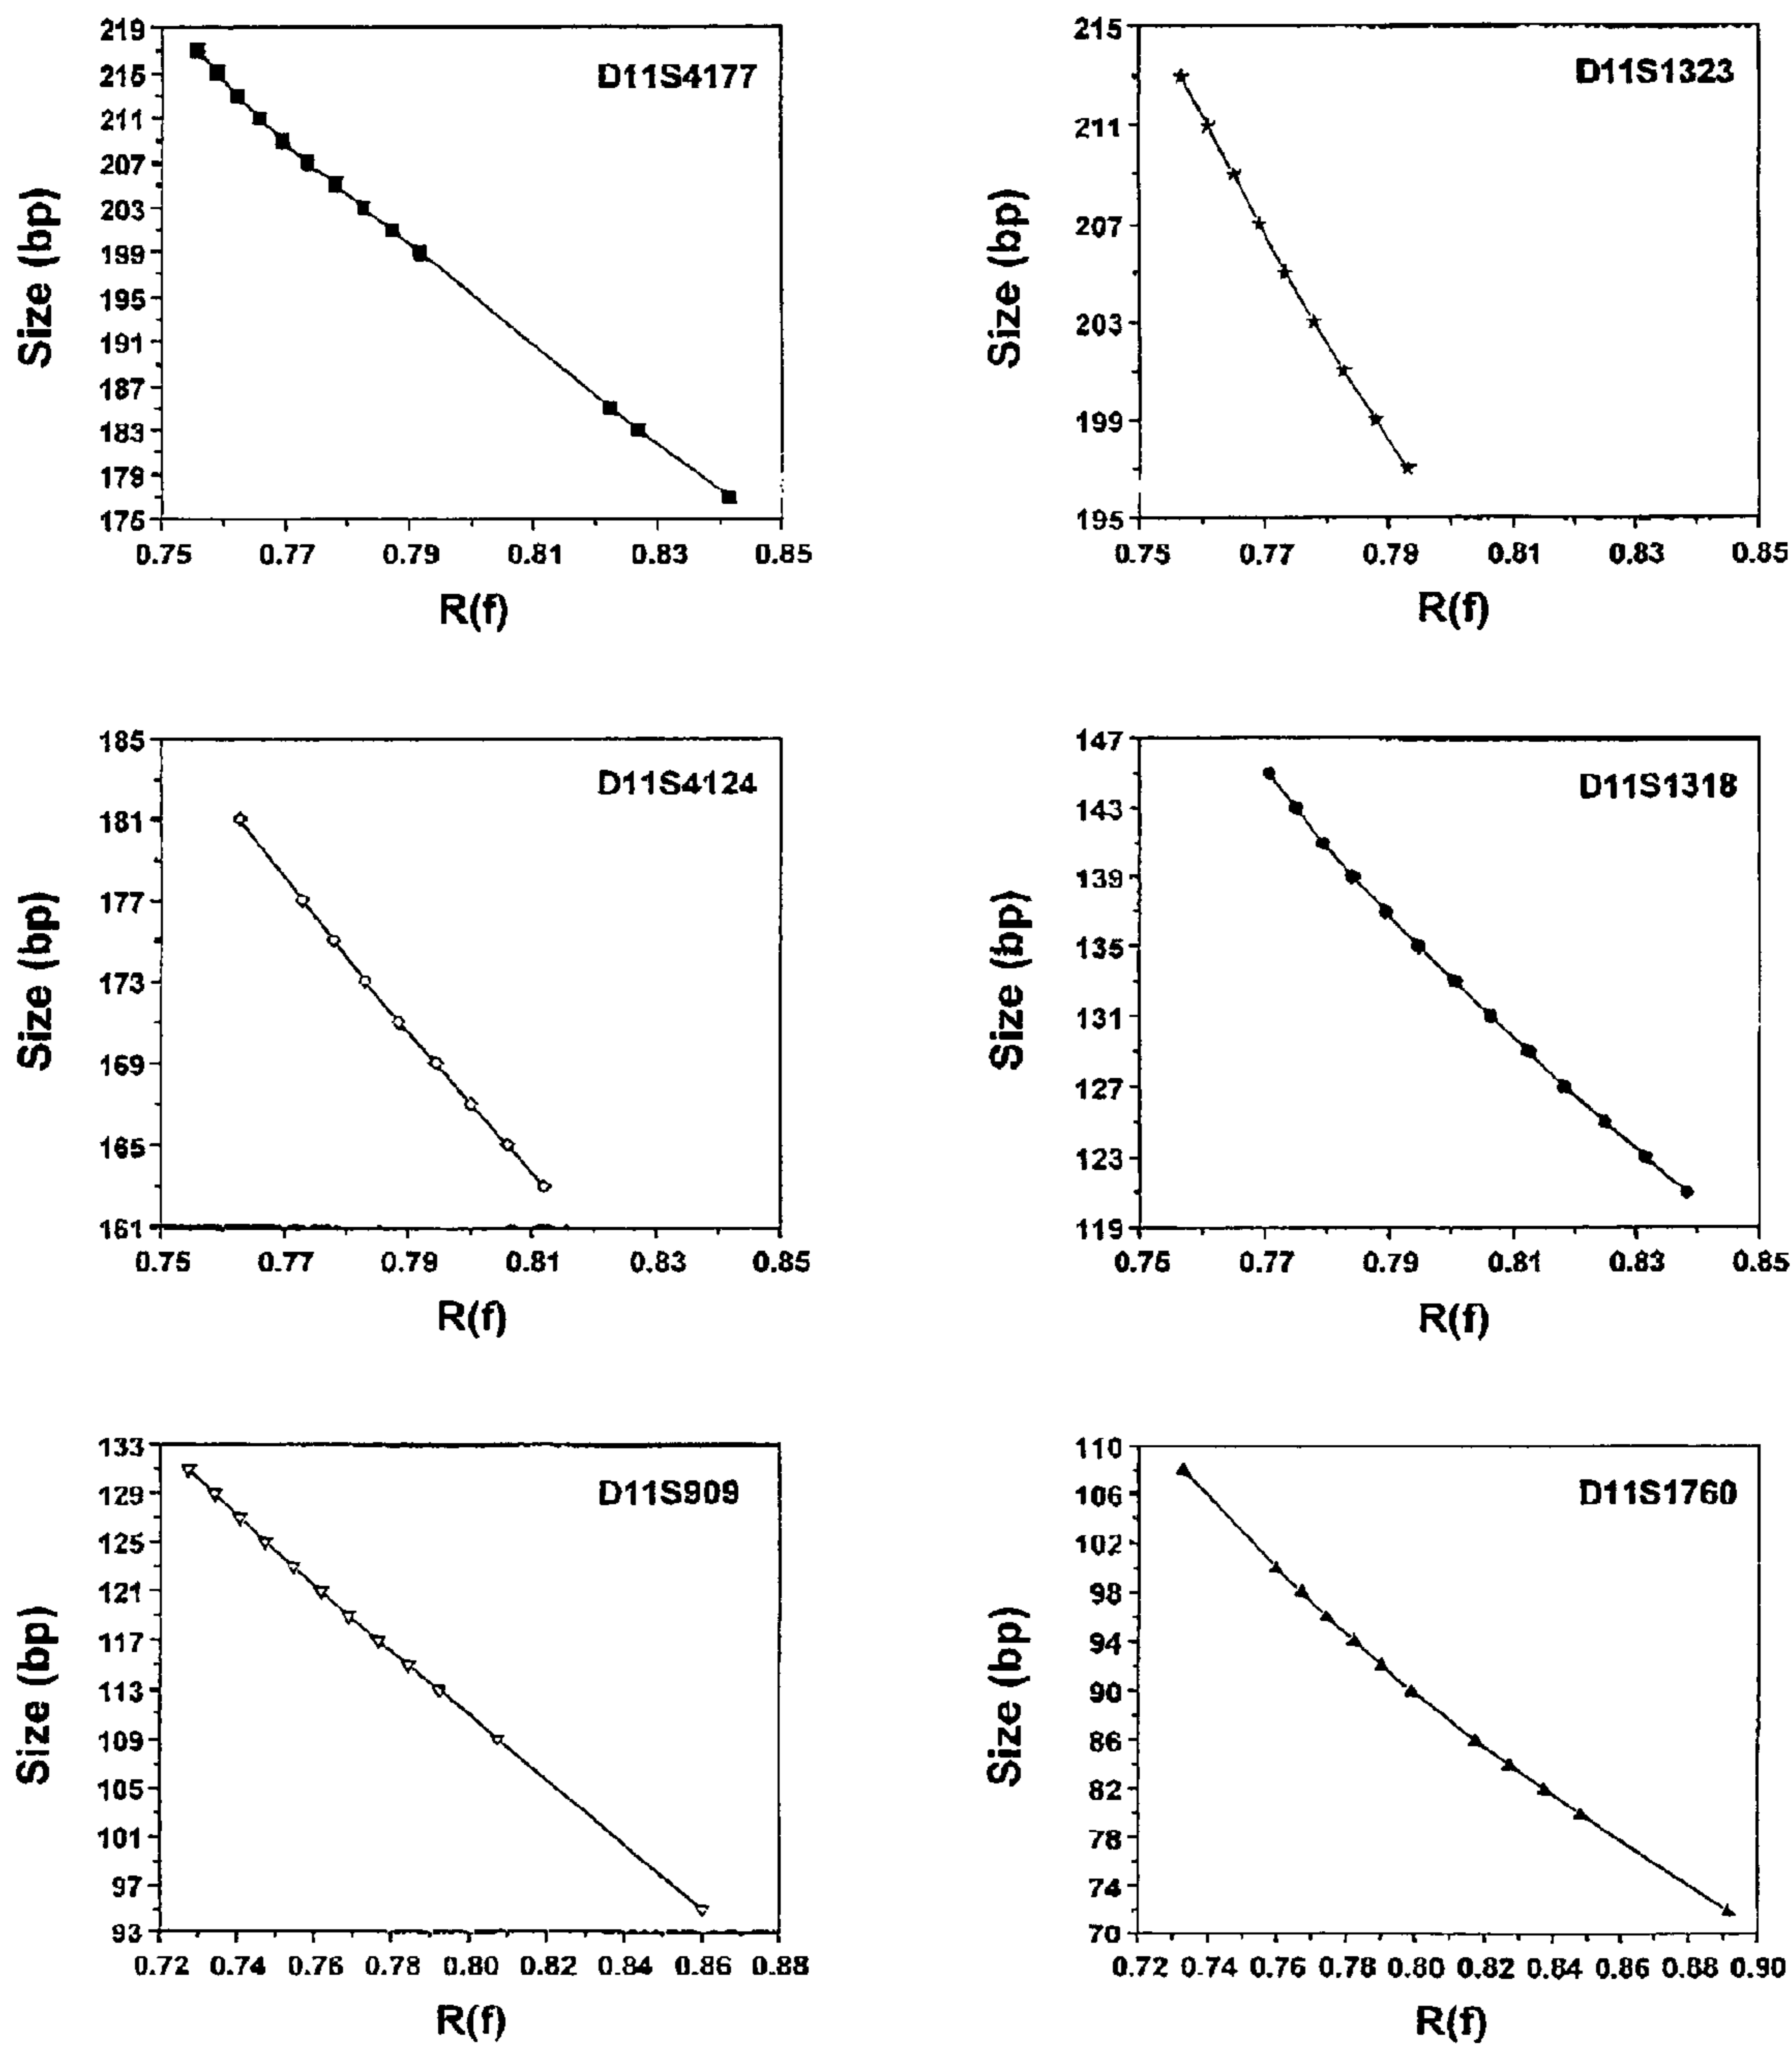 D11S4177
Size (bp)
219
215
211
207
203
199
195
191
187
183
179
175
0.75 0.77 0.79 0.81 0.83 0.85
R(f)
D11S1323
Size (bp)
215
211
207
203
199
195
0.75 0.77 0.79 0.81 0.83 0.85
R(f)
D11S4124
Size (bp)
185
181
177
173
169
165
161
0.75 0.77 0.79 0.81 0.83 0.85
R(f)
D11S1318
Size (bp)
147
143
139
135
131
127
123
119
0.75 0.77 0.79 0.81 0.83 0.85
R(f)
D11S909
Size (bp)
133
129
125
121
117
113
109
105
101
97
93
0.72 0.74 0.76 0.78 0.80 0.82 0.84 0.86 0.88
R(f)
D11S1760
Size (bp)
110
106
102
98
94
90
86
82
78
74
70
0.72 0.74 0.76 0.78 0.80 0.82 0.84 0.86 0.88 0.90
R(f)